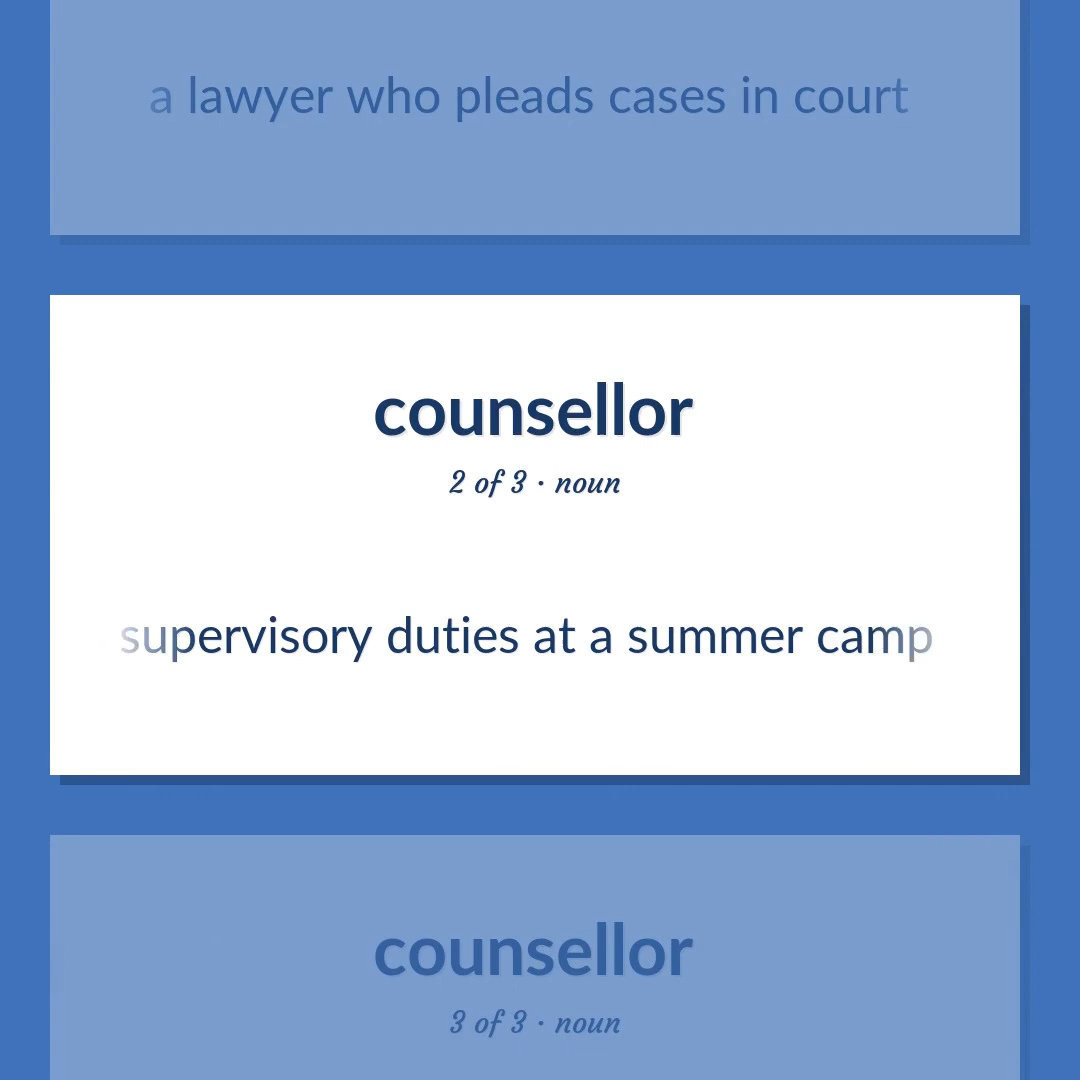 a lawyer who pleads cases in court
counsellor
2 of 3 · noun
supervisory duties at a summer camp
counsellor
3 of 3 · noun